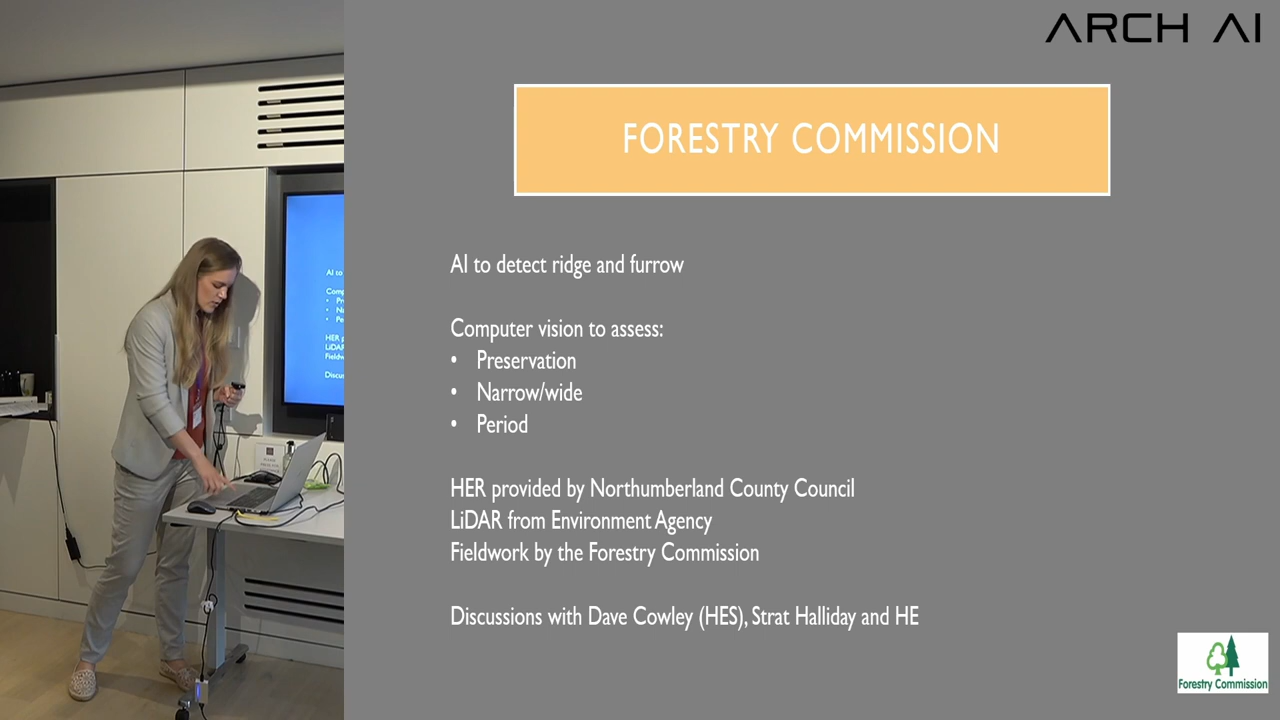 ARCH AI
FORESTRY COMMISSION
AI to detect ridge and furrow
Computer vision to assess:
• Preservation
• Narrow/wide
• Period
HER provided by Northumberland County Council
LiDAR from Environment Agency
Fieldwork by the Forestry Commission
Discussions with Dave Cowley (HES), Strat Halliday and HE
Forestry Commission